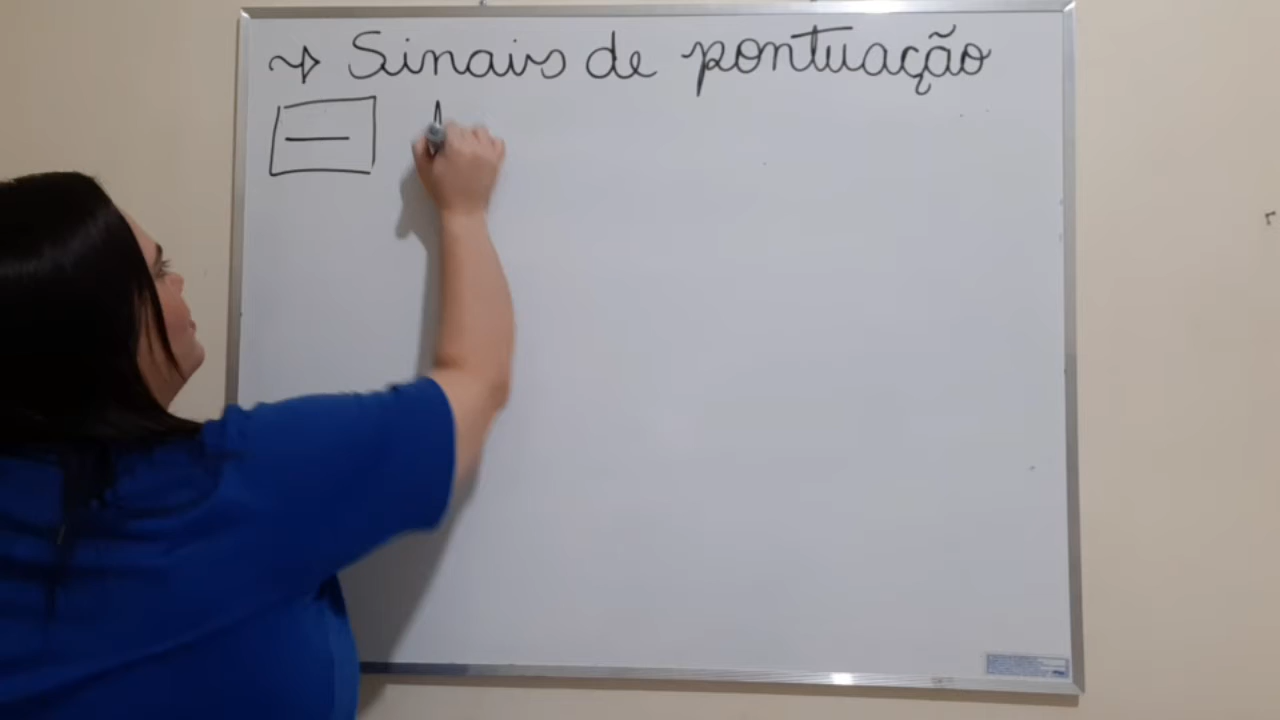 Sinais de pontuação
—